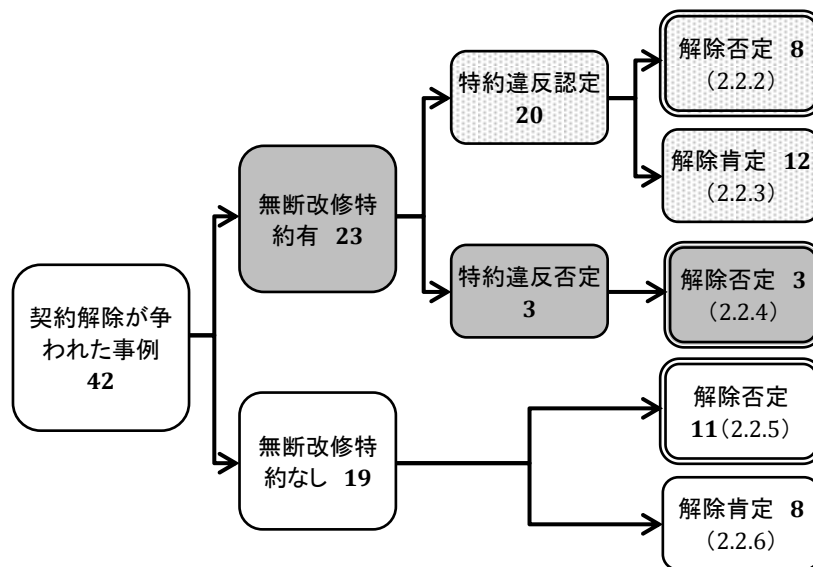 契約解除が争
われた事例
42
無断改修特
約有 23
特約違反認定
20
解除否定 8
(2.2.2)
解除肯定 12
(2.2.3)
特約違反否定
3
解除否定 3
(2.2.4)
無断改修特
約なし 19
解除否定
11(2.2.5)
解除肯定 8
(2.2.6)